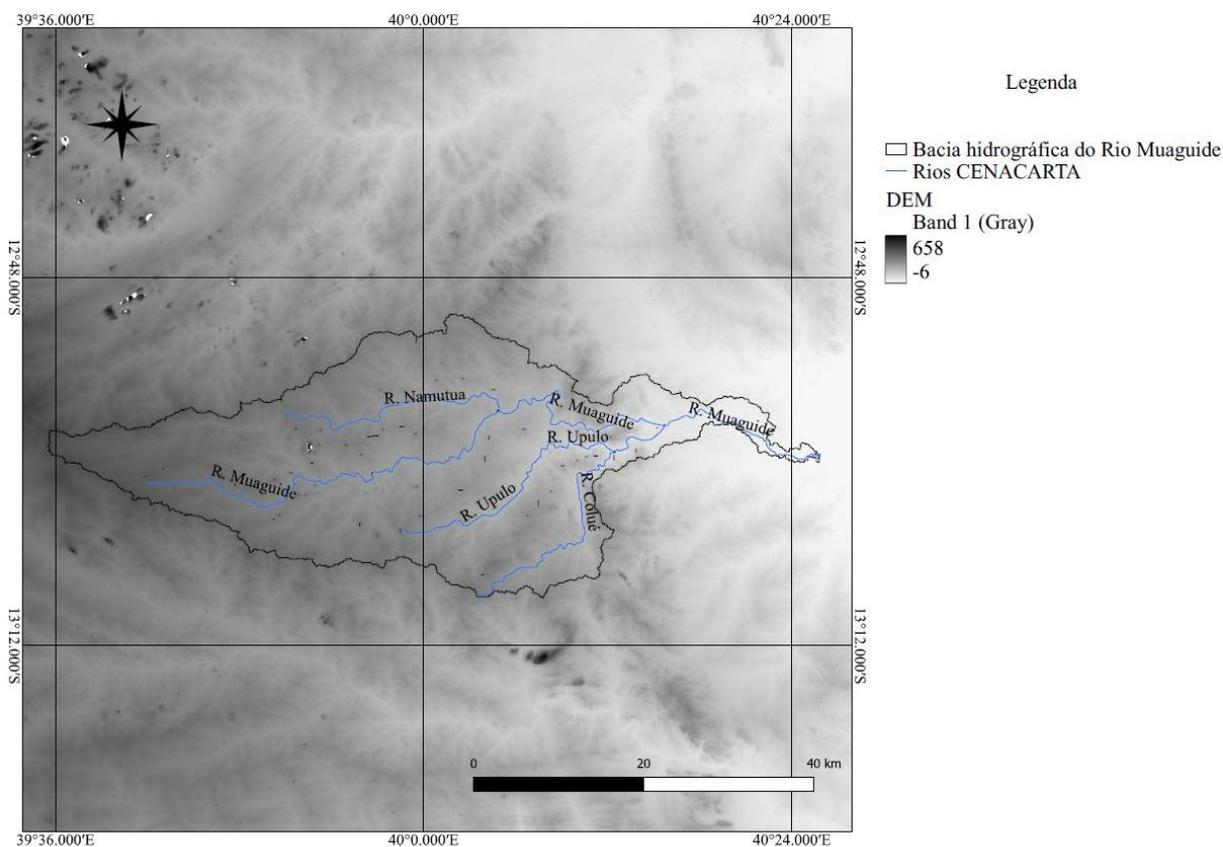 39°36.000'E 40°0.000'E 40°24.000'E
Legenda
Bacia hidrográfica do Rio Muaguide
Rios CENACARTA
DEM
Band 1 (Gray)
658
-6
12°48.000'S 12°48.000'S
R. Namutua
R. Muaguide
R. Muaguide
R. Upulo
R. Muaguide
R. Upulo
R. Colué
13°12.000'S 13°12.000'S
0 20 40 km
39°36.000'E 40°0.000'E 40°24.000'E